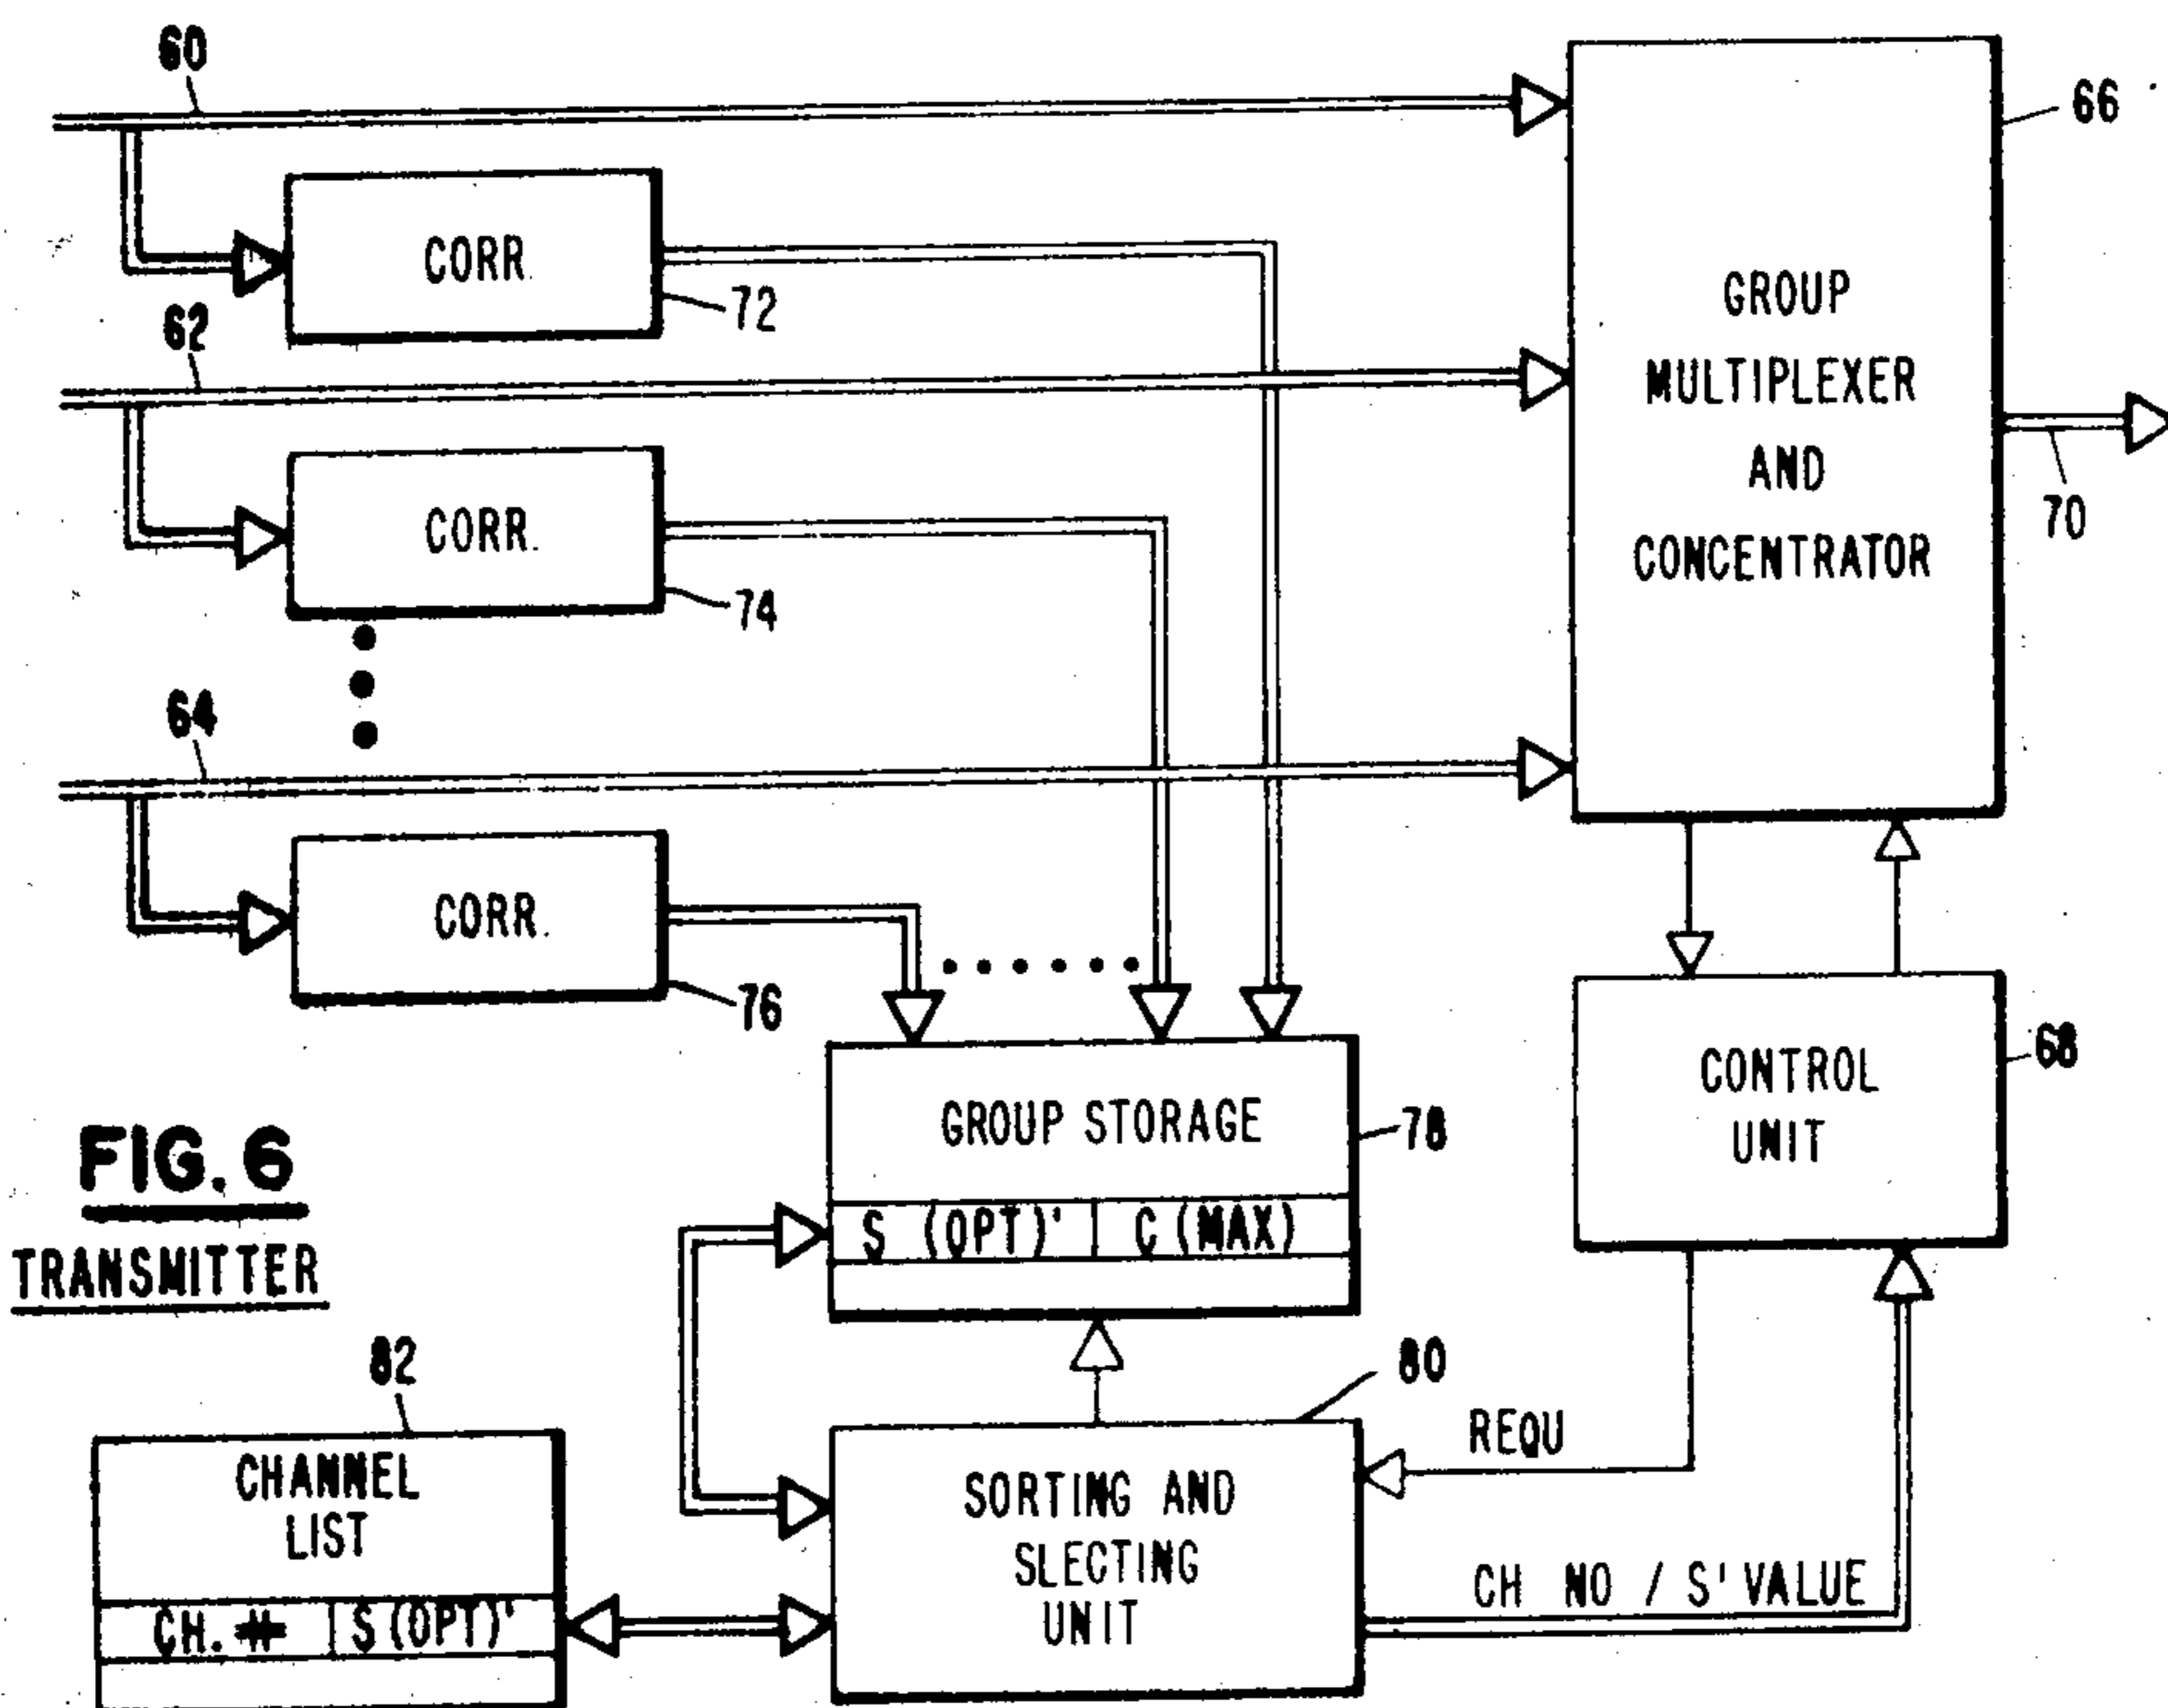 60
66
CORR.
72
GROUP
MULTIPLEXER
AND
CONCENTRATOR
62
70
CORR.
74
64
CORR.
76
68
CONTROL
UNIT
GROUP STORAGE
78
S (OPT)' C (MAX)
FIG. 6
TRANSMITTER
82
80
REQU
CHANNEL
LIST
CH. # S (OPT)'
SORTING AND
SLECTING
UNIT
CH NO / S' VALUE